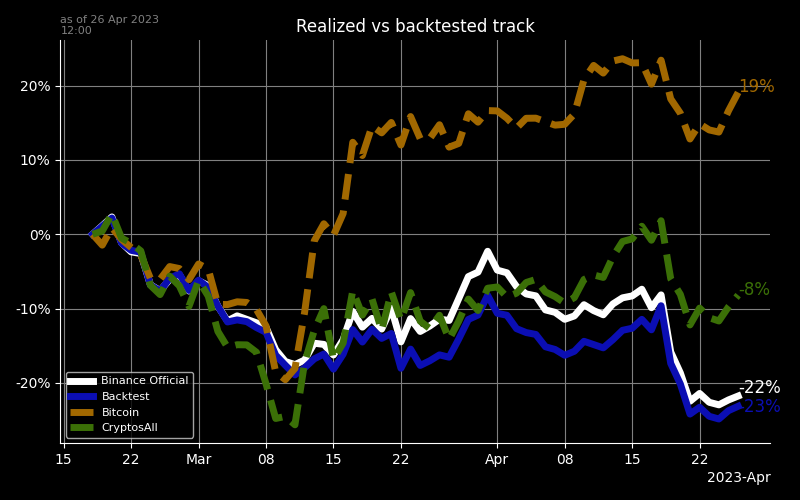 as of 26 Apr 2023
12:00
Realized vs backtested track
20%
10%
0%
-10%
-20%
19%
-8%
-22%
-23%
Binance Official
Backtest
Bitcoin
CryptosAll
15 22 Mar 08 15 22 Apr 08 15 22
2023-Apr